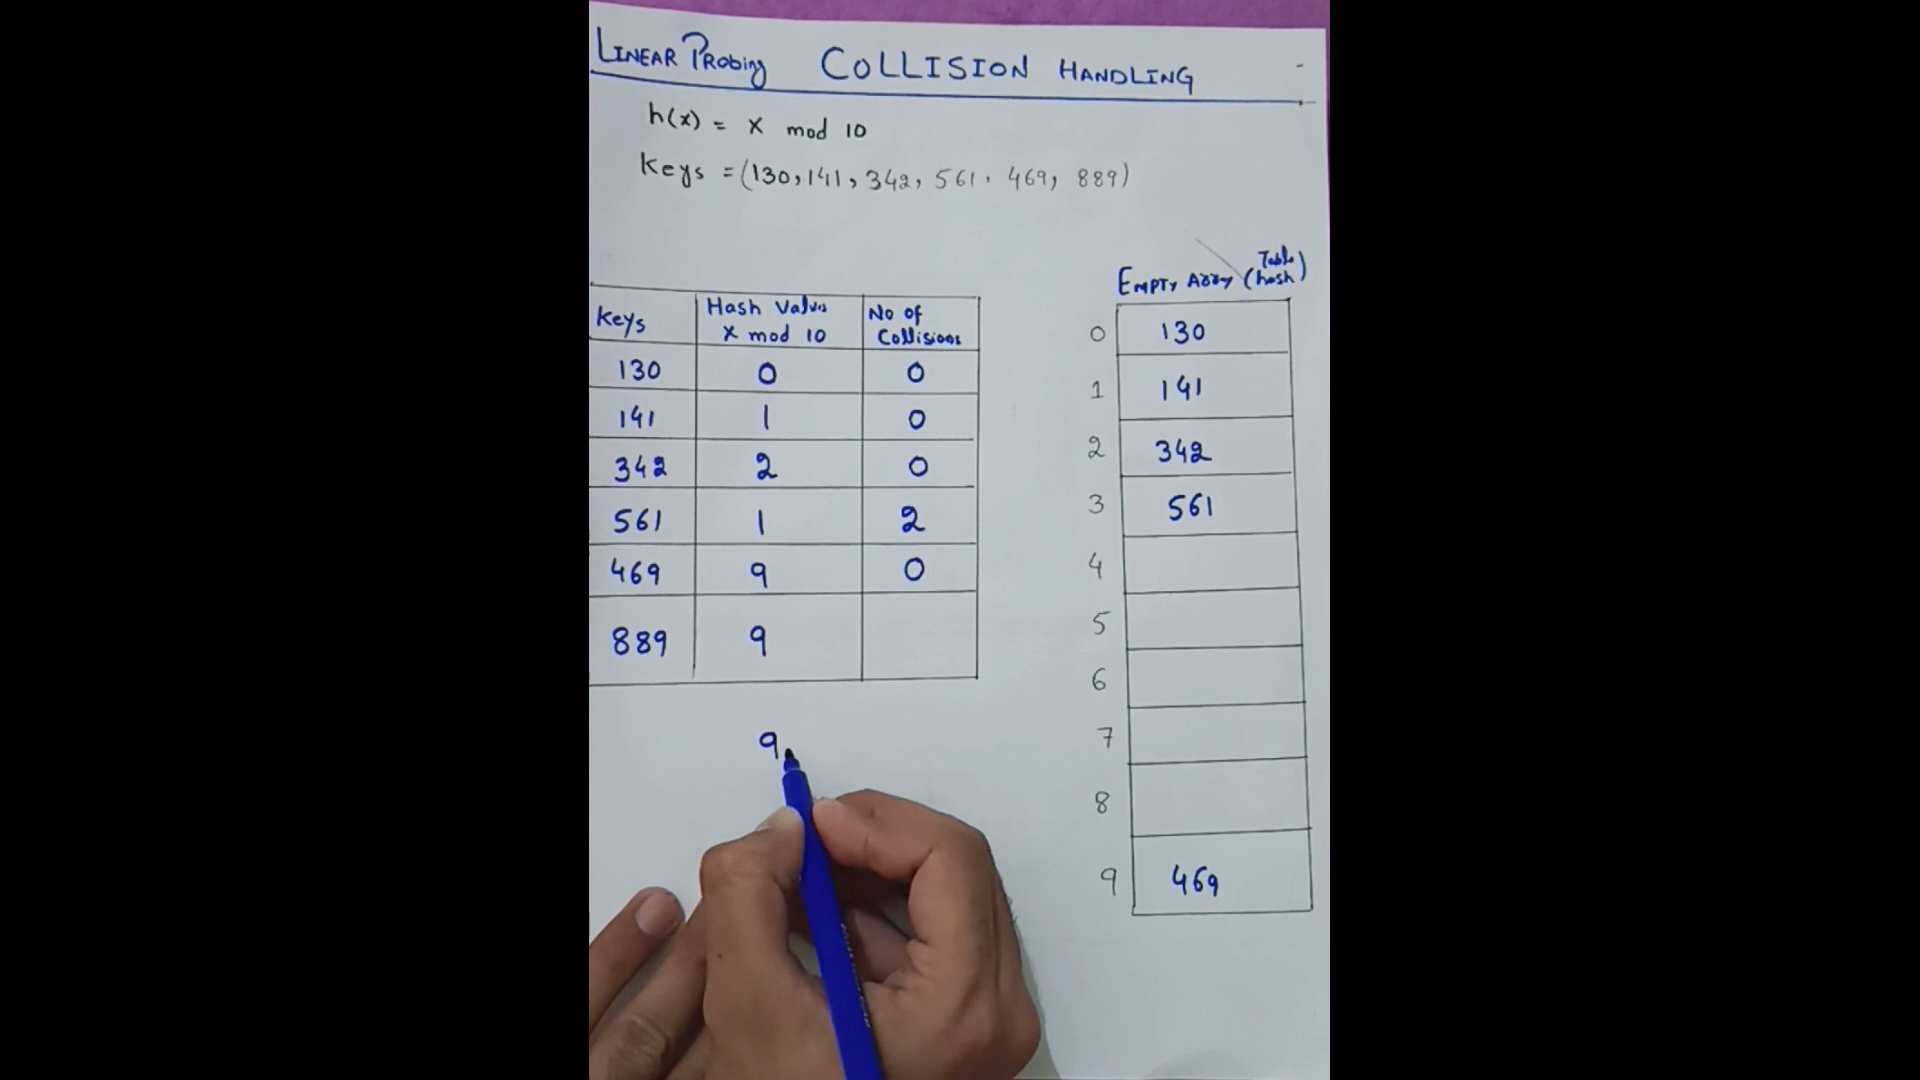 LINEAR PRobing COLLISION HANDLING
h(x) = x mod 10
Keys = (130, 141, 342, 561, 469, 889)
Keys Hash Values X mod 10 No of Collisions
130 0 0
141 1 0
342 2 0
561 1 2
469 9 0
889 9
9
EMPTY ARRY (hash Table)
0 130
1 141
2 342
3 561
4
5
6
7
8
9 469